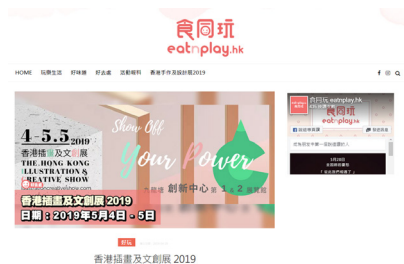 食同玩
eatnplay.hk
HOME 玩樂生活 好味搪 好去處 活動報料 香港手作及設計展2019
4-5.5 2019
香港插畫及文創展
THE HONG KONG
ILLUSTRATION &
CREATIVE SHOW
Show Off
Your Power
創新中心 第 1 & 2 展覽館
香港插畫及文創展 2019
日期：2019年5月4日 - 5日
食同玩 eatnplay.hk
eatnplay.hk
好玩
香港插畫及文創展 2019